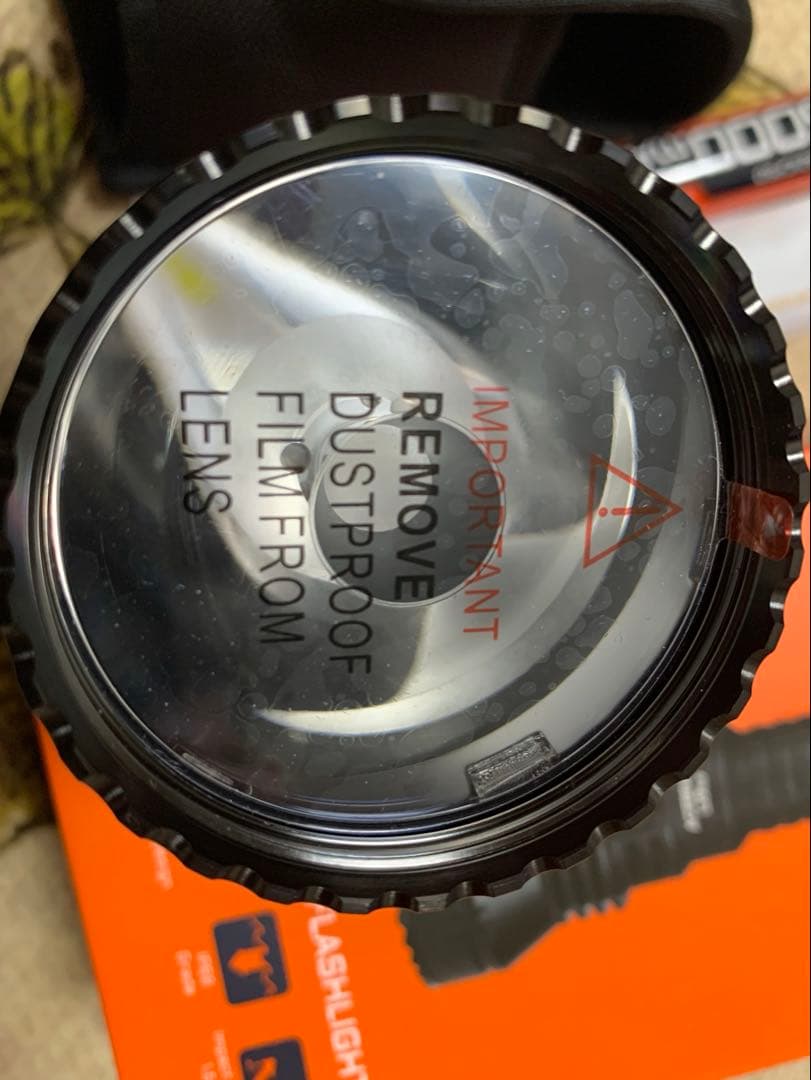 IMPORTANT
REMOVE
DUSTPROOF
FILM FROM
LENS
FLASHLIGHT